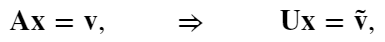 Ax = v, ⇒ Ux = ṽ,